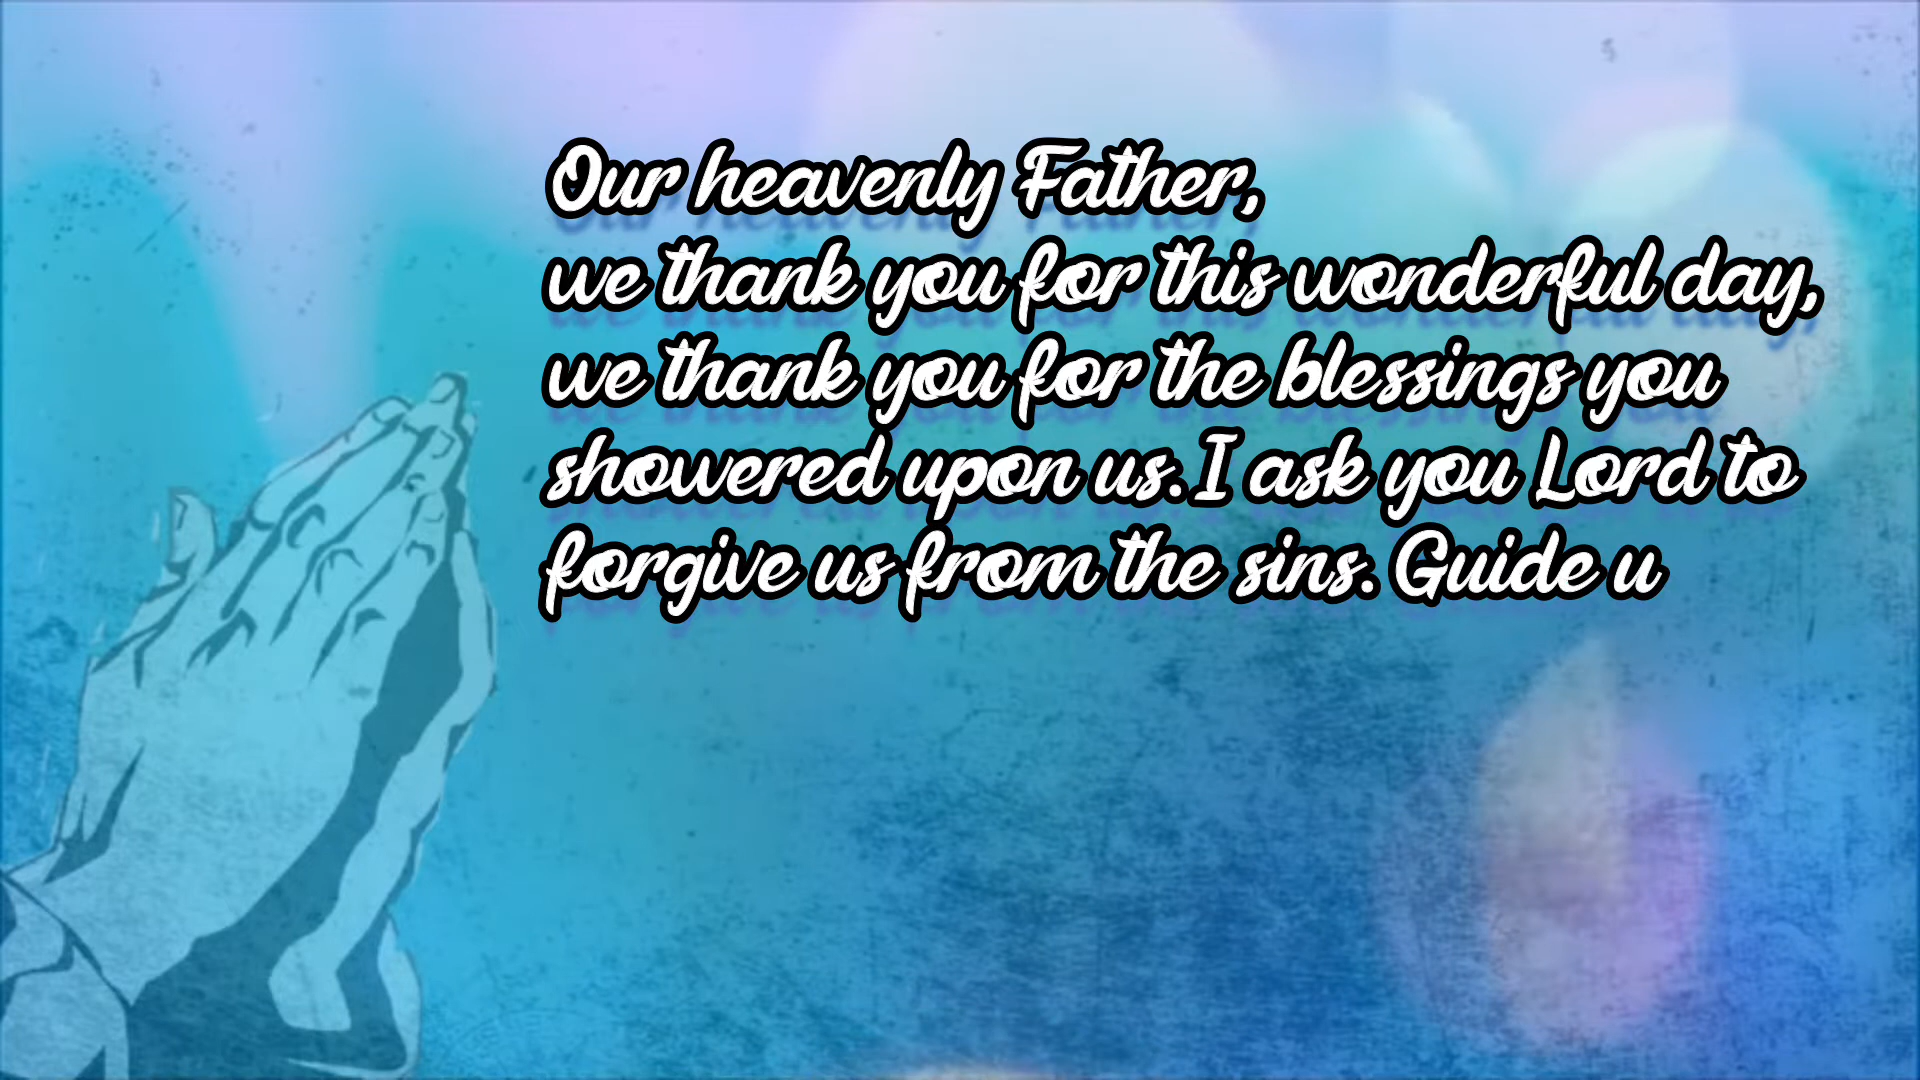 Our heavenly Father,
we thank you for this wonderful day,
we thank you for the blessings you
showered upon us. I ask you Lord to
forgive us from the sins. Guide u